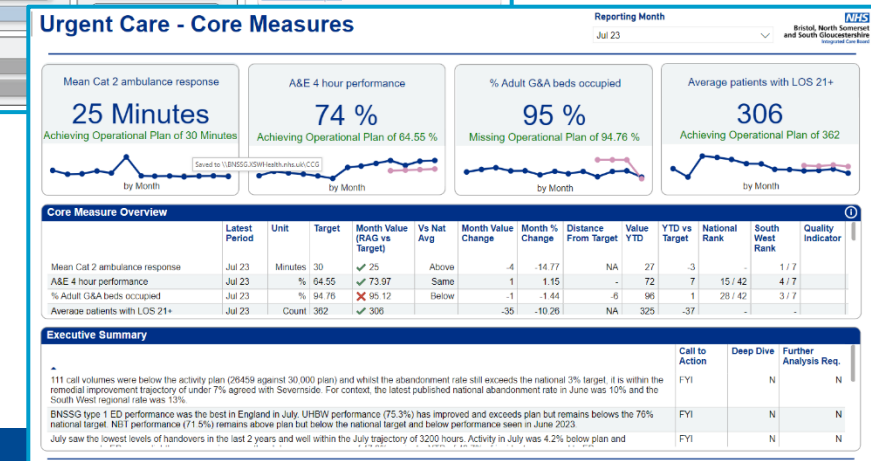 Urgent Care - Core Measures
Reporting Month
Jul 23
NHS
Bristol, North Somerset
and South Gloucestershire
Integrated Care Board
Mean Cat 2 ambulance response
25 Minutes
Achieving Operational Plan of 30 Minutes
by Month
A&E 4 hour performance
74 %
Achieving Operational Plan of 64.55 %
by Month
% Adult G&A beds occupied
95 %
Missing Operational Plan of 94.76 %
by Month
Average patients with LOS 21+
306
Achieving Operational Plan of 362
by Month
Saved to \\BNSSG.XSWHealth.nhs.uk\CCG
Core Measure Overview
Latest Period Unit Target Month Value (RAG vs Target) Vs Nat Avg Month Value Change Month % Change Distance From Target Value YTD YTD vs Target National Rank South West Rank Quality Indicator
Mean Cat 2 ambulance response Jul 23 Minutes 30 25 Above -4 -14.77 NA 27 -3 - 1 / 7
A&E 4 hour performance Jul 23 % 64.55 73.97 Same 1 1.15 - 72 7 15 / 42 4 / 7
% Adult G&A beds occupied Jul 23 % 94.76 95.12 Below -1 -1.44 -6 96 1 28 / 42 3 / 7
Average patients with LOS 21+ Jul 23 Count 362 306 -35 -10.26 NA 325 -37 - -
Executive Summary
Call to Action Deep Dive Further Analysis Req.
111 call volumes were below the activity plan (26459 against 30,000 plan) and whilst the abandonment rate still exceeds the national 3% target, it is within the FYI N N
remedial improvement trajectory of under 7% agreed with Severnside. For context, the latest published national abandonment rate in June was 10% and the
South West regional rate was 13%.
BNSSG type 1 ED performance was the best in England in July. UHBW performance (75.3%) has improved and exceeds plan but remains belows the 76% FYI N N
national target. NBT performance (71.5%) remains above plan but below the national target and below performance seen in June 2023.
July saw the lowest levels of handovers in the last 2 years and well within the July trajectory of 3200 hours. Activity in July was 4.2% below plan and FYI N N